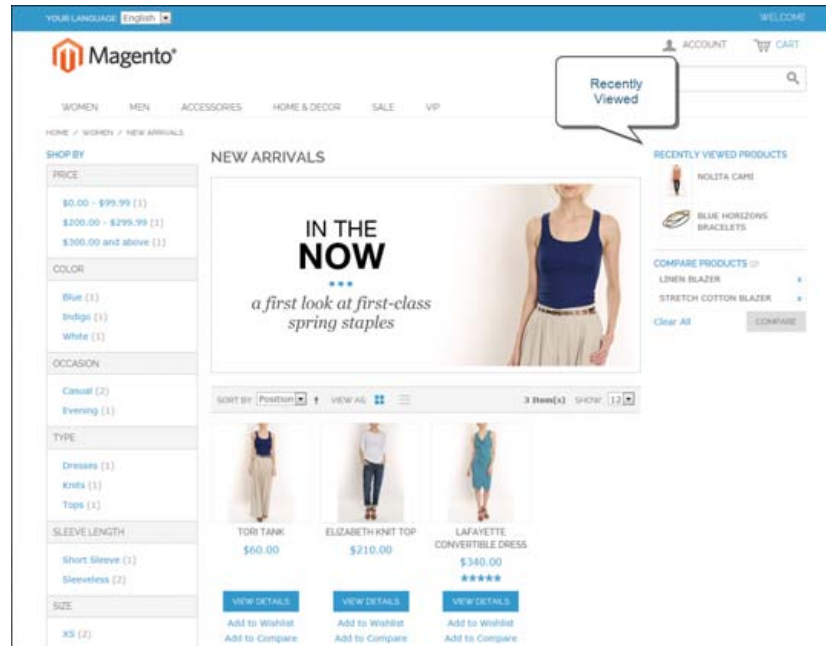 YOUR LANGUAGE English
WELCOME
Magento®
ACCOUNT
CART
Recently
Viewed
WOMEN MEN ACCESSORIES HOME & DECOR SALE VIP
HOME / WOMEN / NEW ARRIVALS
SHOP BY
PRICE
$0.00 - $99.99 (1)
$200.00 - $299.99 (1)
$300.00 and above (1)
COLOR
Blue (1)
Indigo (1)
White (1)
OCCASION
Casual (2)
Evening (1)
TYPE
Dresses (1)
Knits (1)
Tops (1)
SLEEVE LENGTH
Short Sleeve (1)
Sleeveless (2)
SIZE
XS (2)
NEW ARRIVALS
IN THE
NOW
a first look at first-class
spring staples
SORT BY Position VIEW AS 3 Item(s) SHOW 12
TORI TANK
$60.00
VIEW DETAILS
Add to Wishlist
Add to Compare
ELIZABETH KNIT TOP
$210.00
VIEW DETAILS
Add to Wishlist
Add to Compare
LAFAYETTE
CONVERTIBLE DRESS
$340.00
VIEW DETAILS
Add to Wishlist
Add to Compare
RECENTLY VIEWED PRODUCTS
NOLITA CAMI
BLUE HORIZONS
BRACELETS
COMPARE PRODUCTS (2)
LINEN BLAZER x
STRETCH COTTON BLAZER x
Clear All COMPARE